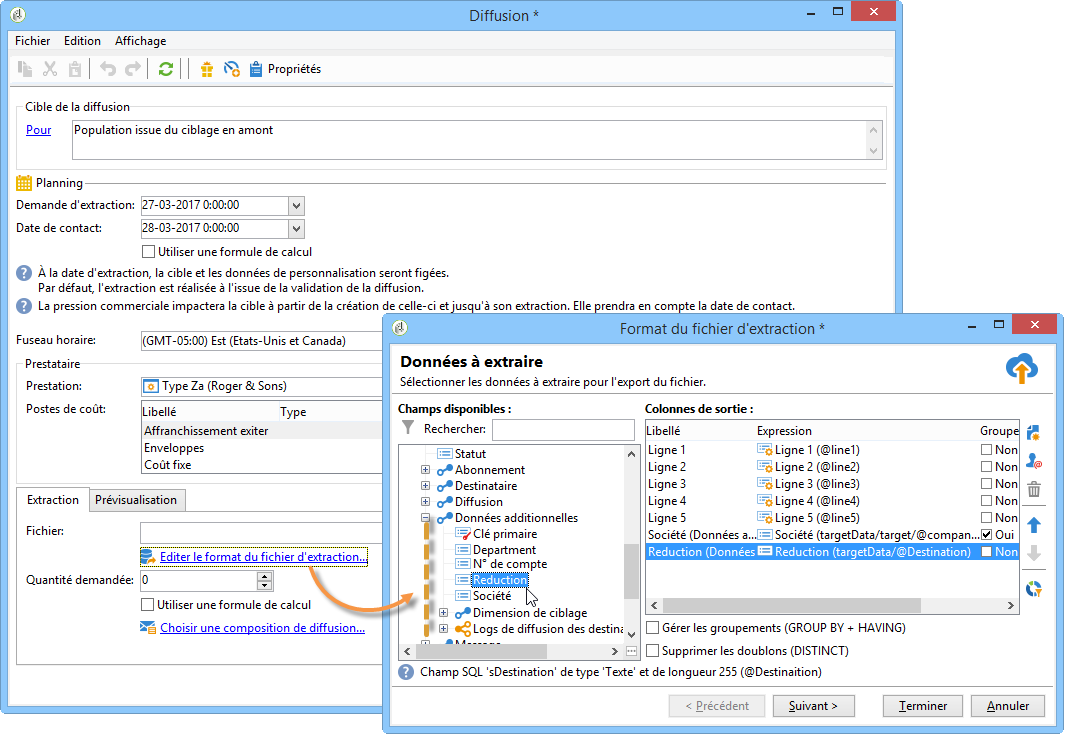 Diffusion *
Fichier Edition Affichage
Propriétés
Cible de la diffusion
Pour Population issue du ciblage en amont
Planning
Demande d'extraction: 27-03-2017 0:00:00
Date de contact: 28-03-2017 0:00:00
Utiliser une formule de calcul
À la date d'extraction, la cible et les données de personnalisation seront figées.
Par défaut, l'extraction est réalisée à l'issue de la validation de la diffusion.
La pression commerciale impactera la cible à partir de la création de celle-ci et jusqu'à son extraction. Elle prendra en compte la date de contact.
Fuseau horaire: (GMT-05:00) Est (Etats-Unis et Canada)
Prestataire
Prestation: Type Za (Roger & Sons)
Postes de coût: Libellé Type
Affranchissement exiter
Enveloppes
Coût fixe
Extraction Prévisualisation
Fichier:
Editer le format du fichier d'extraction...
Quantité demandée: 0
Utiliser une formule de calcul
Choisir une composition de diffusion...
Format du fichier d'extraction *
Données à extraire
Sélectionner les données à extraire pour l'export du fichier.
Champs disponibles :
Rechercher:
Statut
Abonnement
Destinataire
Diffusion
Données additionnelles
Clé primaire
Department
N° de compte
Reduction
Société
Dimension de ciblage
Logs de diffusion des destina
Message
Colonnes de sortie :
Libellé Expression Groupe
Ligne 1 Ligne 1 (@line1) Non
Ligne 2 Ligne 2 (@line2) Non
Ligne 3 Ligne 3 (@line3) Non
Ligne 4 Ligne 4 (@line4) Non
Ligne 5 Ligne 5 (@line5) Non
Société (Données a... Société (targetData/target/@compan... Oui
Reduction (Données Reduction (targetData/@Destination) Non
Gérer les groupements (GROUP BY + HAVING)
Supprimer les doublons (DISTINCT)
Champ SQL 'sDestination' de type 'Texte' et de longueur 255 (@Destinaition)
< Précédent Suivant > Terminer Annuler